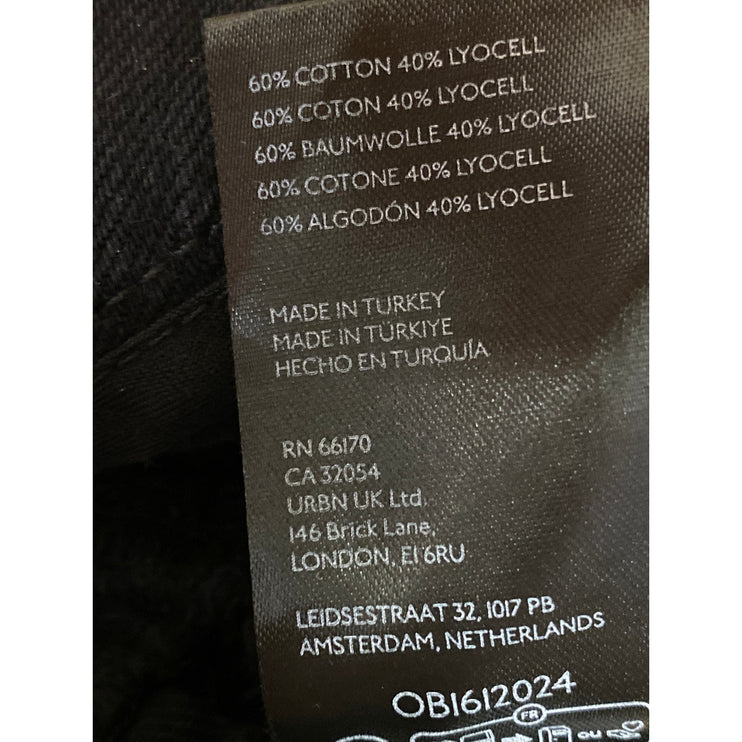 60% COTTON 40% LYOCELL
60% COTON 40% LYOCELL
60% BAUMWOLLE 40% LYOCELL
60% COTONE 40% LYOCELL
60% ALGODÓN 40% LYOCELL
MADE IN TURKEY
MADE IN TÜRKIYE
HECHO EN TURQUÍA
RN 66170
CA 32054
URBN UK Ltd,
146 Brick Lane,
LONDON, E1 6RU
LEIDSESTRAAT 32, 1017 PB
AMSTERDAM, NETHERLANDS
OB1612024
FR
OU